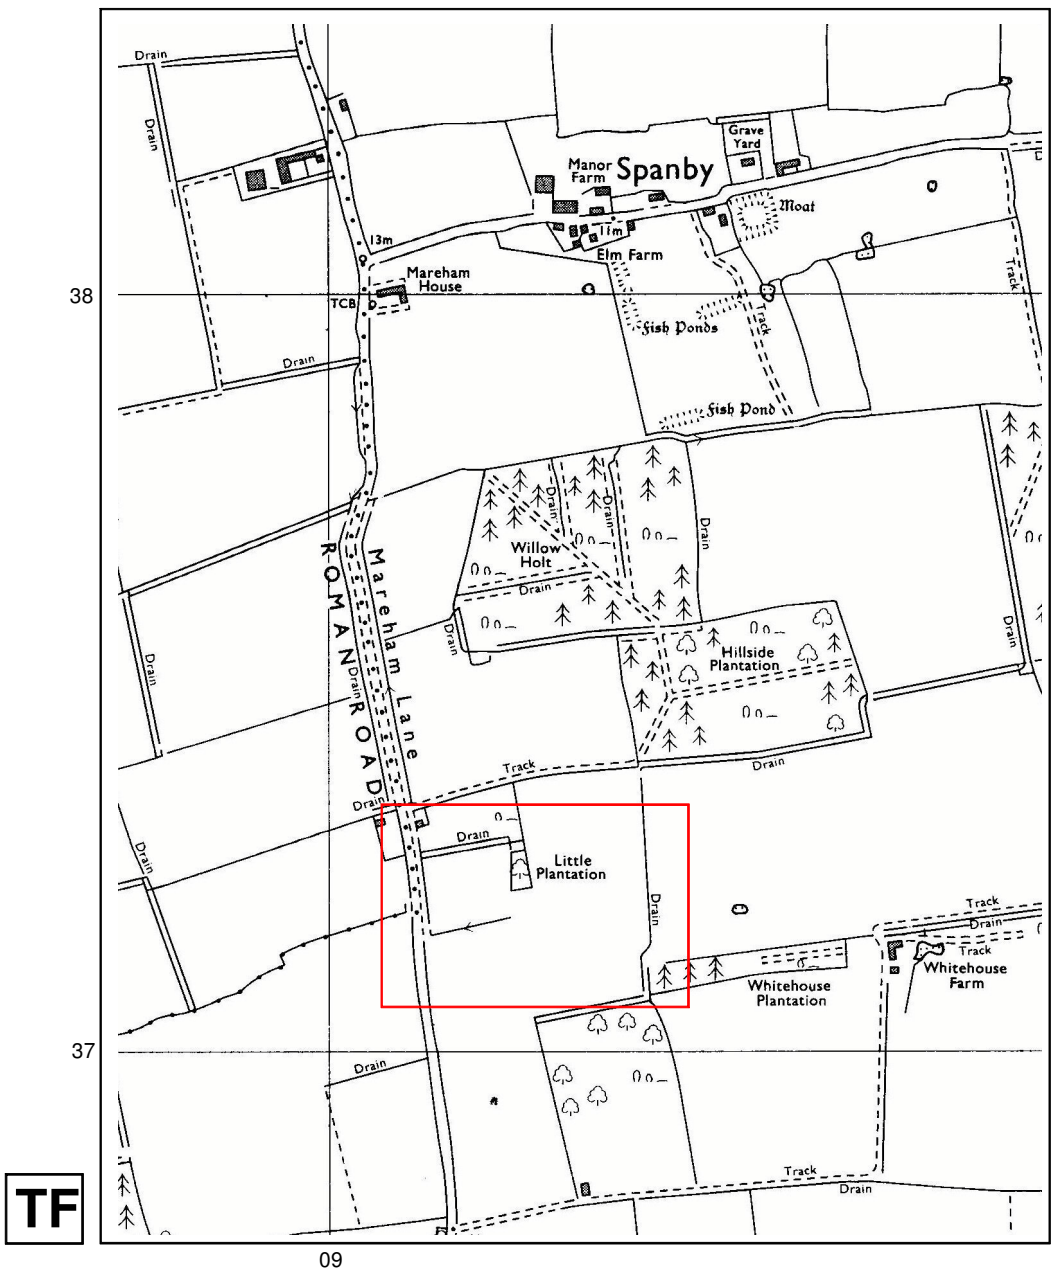 Drain
Drain
Grave
Yard
Manor
Farm
Spanby
D
Moat
13m
11m
Elm Farm
Mareham
House
Track
38
TCB
Fish Ponds
Track
Drain
Fish Pond
Drain
Drain
Drain
Willow
Holt
Drain
ROMAN ROAD
Mareham Lane
Drain
Drain
Drain
Drain
Hillside
Plantation
Track
Drain
Drain
Drain
Drain
Little
Plantation
Drain
Track
Drain
Track
Whitehouse
Farm
Whitehouse
Plantation
37
Drain
Track
Drain
TF
09